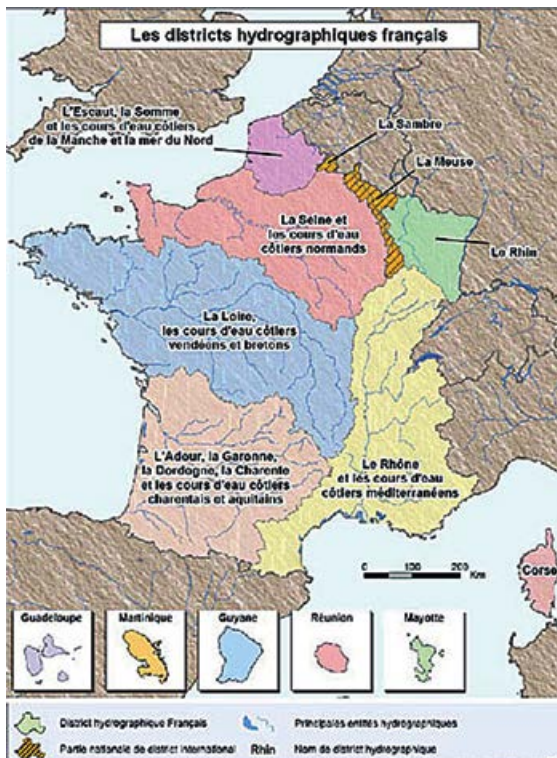 Les districts hydrographiques français
L'Escaut, la Somme
et les cours d'eau côtiers
de la Manche et la mer du Nord
La Sambre
La Meuse
La Seine et
les cours d'eau
côtiers normands
Le Rhin
La Loire,
les cours d'eau côtiers
vendéens et bretons
L'Adour, la Garonne,
la Dordogne, la Charente
et les cours d'eau côtiers
charentais et aquitains
Le Rhône
et les cours d'eau
côtiers méditerranéens
0 100 200
Km
Corse
Guadeloupe
Martinique
Guyane
Réunion
Mayotte
District hydrographique Français
Principales entités hydrographiques
Partie nationale de district international
Rhin
Nom de district hydrographique